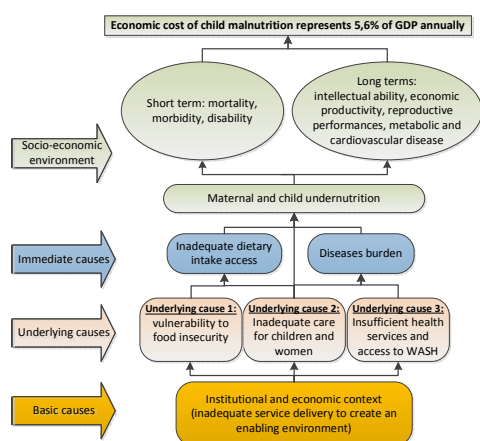 Economic cost of child malnutrition represents 5,6% of GDP annually
Short term: mortality,
morbidity, disability
Long terms:
intellectual ability, economic
productivity, reproductive
performances, metabolic and
cardiovascular disease
Socio-economic
environment
Maternal and child undernutrition
Immediate causes
Inadequate dietary
intake access
Diseases burden
Underlying causes
Underlying cause 1:
vulnerability to
food insecurity
Underlying cause 2:
Inadequate care
for children and
women
Underlying cause 3:
Insufficient health
services and
access to WASH
Basic causes
Institutional and economic context
(inadequate service delivery to create an
enabling environment)